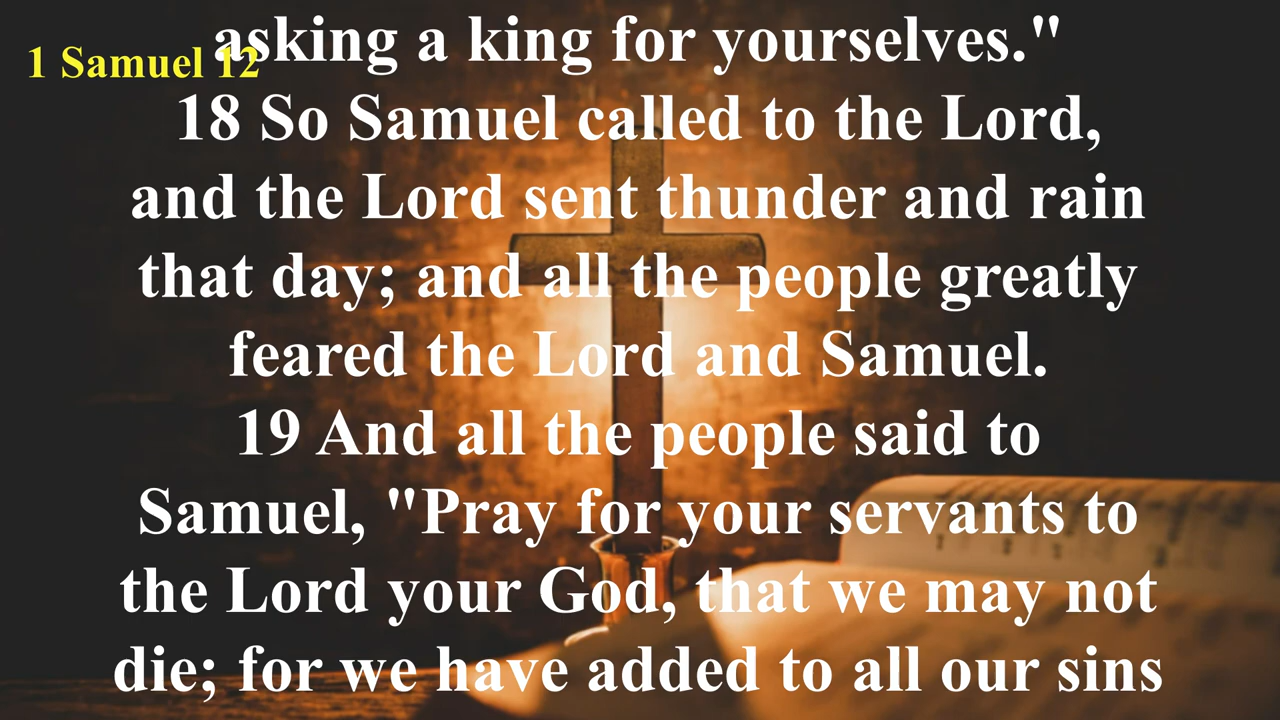 1 Samuel 12
asking a king for yourselves."
18 So Samuel called to the Lord,
and the Lord sent thunder and rain
that day; and all the people greatly
feared the Lord and Samuel.
19 And all the people said to
Samuel, "Pray for your servants to
the Lord your God, that we may not
die; for we have added to all our sins